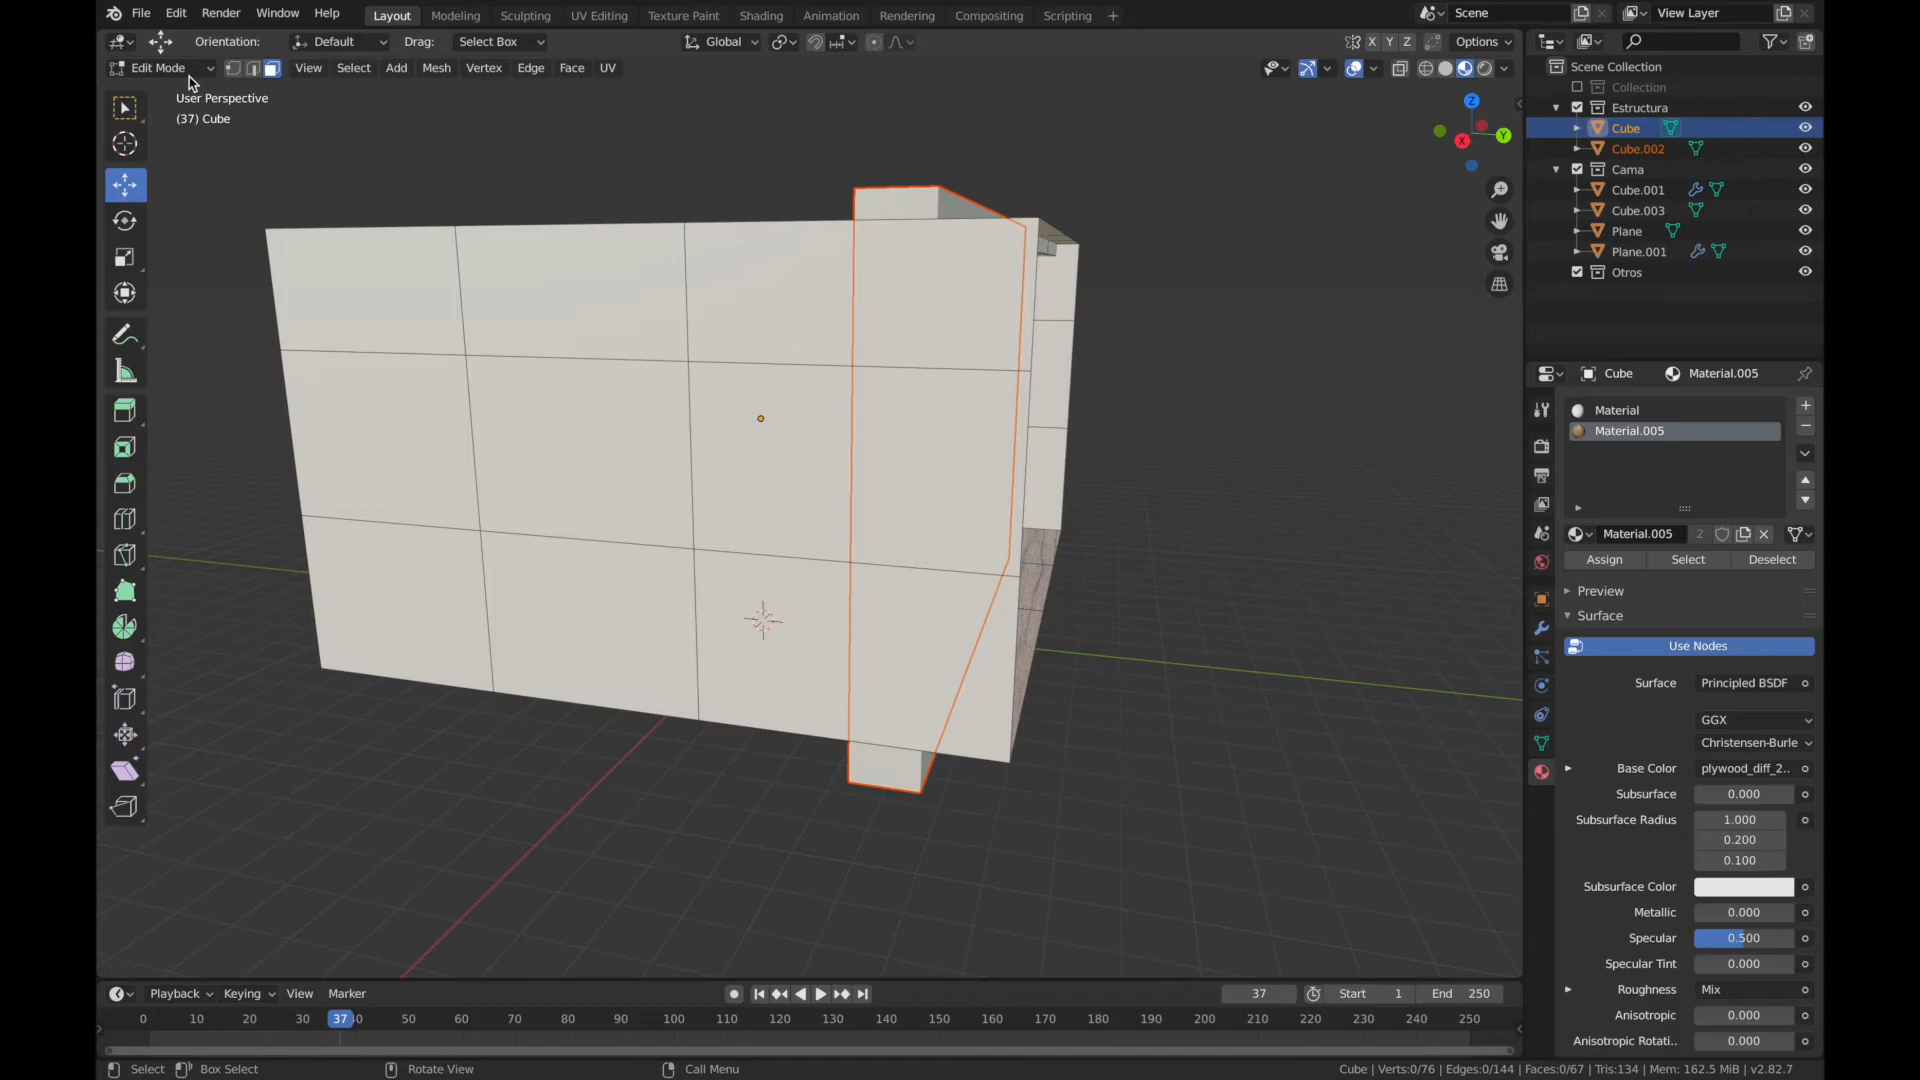 File Edit Render Window Help Layout Modeling Sculpting UV Editing Texture Paint Shading Animation Rendering Compositing Scripting + Scene View Layer
Orientation: Default Drag: Select Box Global X Y Z Options
Edit Mode View Select Add Mesh Vertex Edge Face UV
User Perspective
(37) Cube
Z
Y
X
Scene Collection
Collection
Estructura
Cube
Cube.002
Cama
Cube.001
Cube.003
Plane
Plane.001
Otros
Cube Material.005
Material
Material.005
Material.005 2
Assign Select Deselect
Preview
Surface
Use Nodes
Surface Principled BSDF
GGX
Christensen-Burle
Base Color plywood_diff_2..
Subsurface 0.000
Subsurface Radius 1.000
0.200
0.100
Subsurface Color
Metallic 0.000
Specular 0.500
Specular Tint 0.000
Roughness Mix
Anisotropic 0.000
Anisotropic Rotati.. 0.000
Playback Keying View Marker 37 Start 1 End 250
0 10 20 30 37 40 50 60 70 80 90 100 110 120 130 140 150 160 170 180 190 200 210 220 230 240 250
Select Box Select Rotate View Call Menu Cube | Verts:0/76 | Edges:0/144 | Faces:0/67 | Tris:134 | Mem: 162.5 MiB | v2.82.7